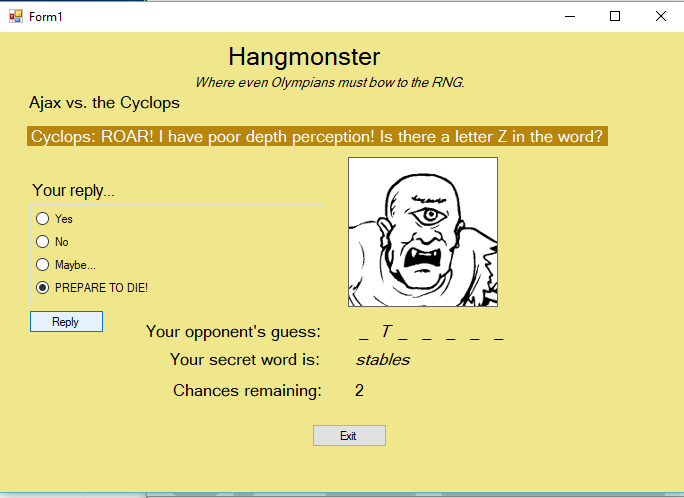 Form1
Hangmonster
Where even Olympians must bow to the RNG.
Ajax vs. the Cyclops
Cyclops: ROAR! I have poor depth perception! Is there a letter Z in the word?
Your reply...
Yes
No
Maybe...
PREPARE TO DIE!
Reply
Your opponent's guess: _ T _ _ _ _ _
Your secret word is: stables
Chances remaining: 2
Exit